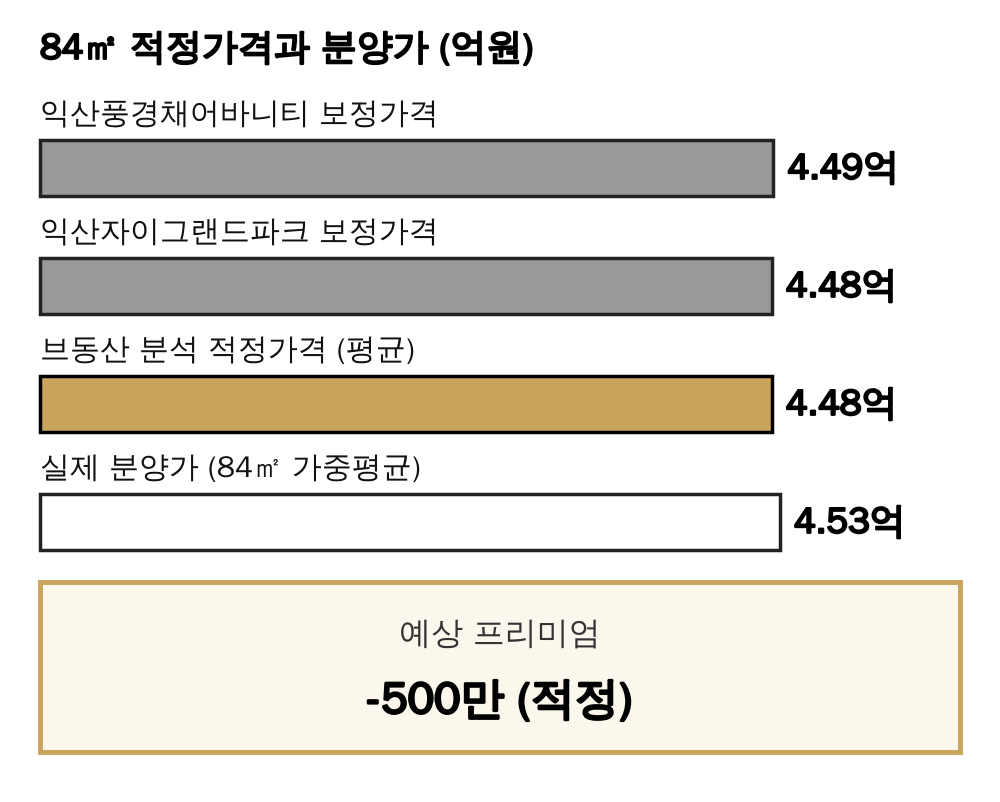 84㎡ 적정가격과 분양가 (억원)
익산풍경채어바니티 보정가격
4.49억
익산자이그랜드파크 보정가격
4.48억
브동산 분석 적정가격 (평균)
4.48억
실제 분양가 (84㎡ 가중평균)
4.53억
예상 프리미엄
-500만 (적정)